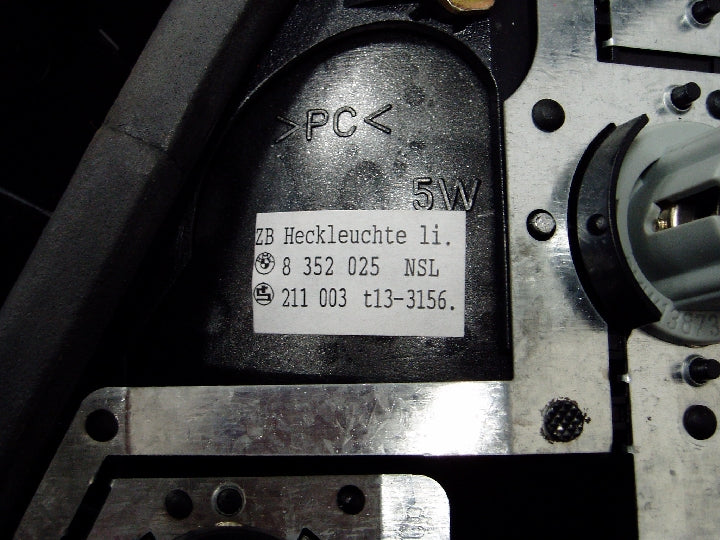 >PC<
5W
ZB Heckleuchte li.
8 352 025 NSL
211 003 t13-3156.